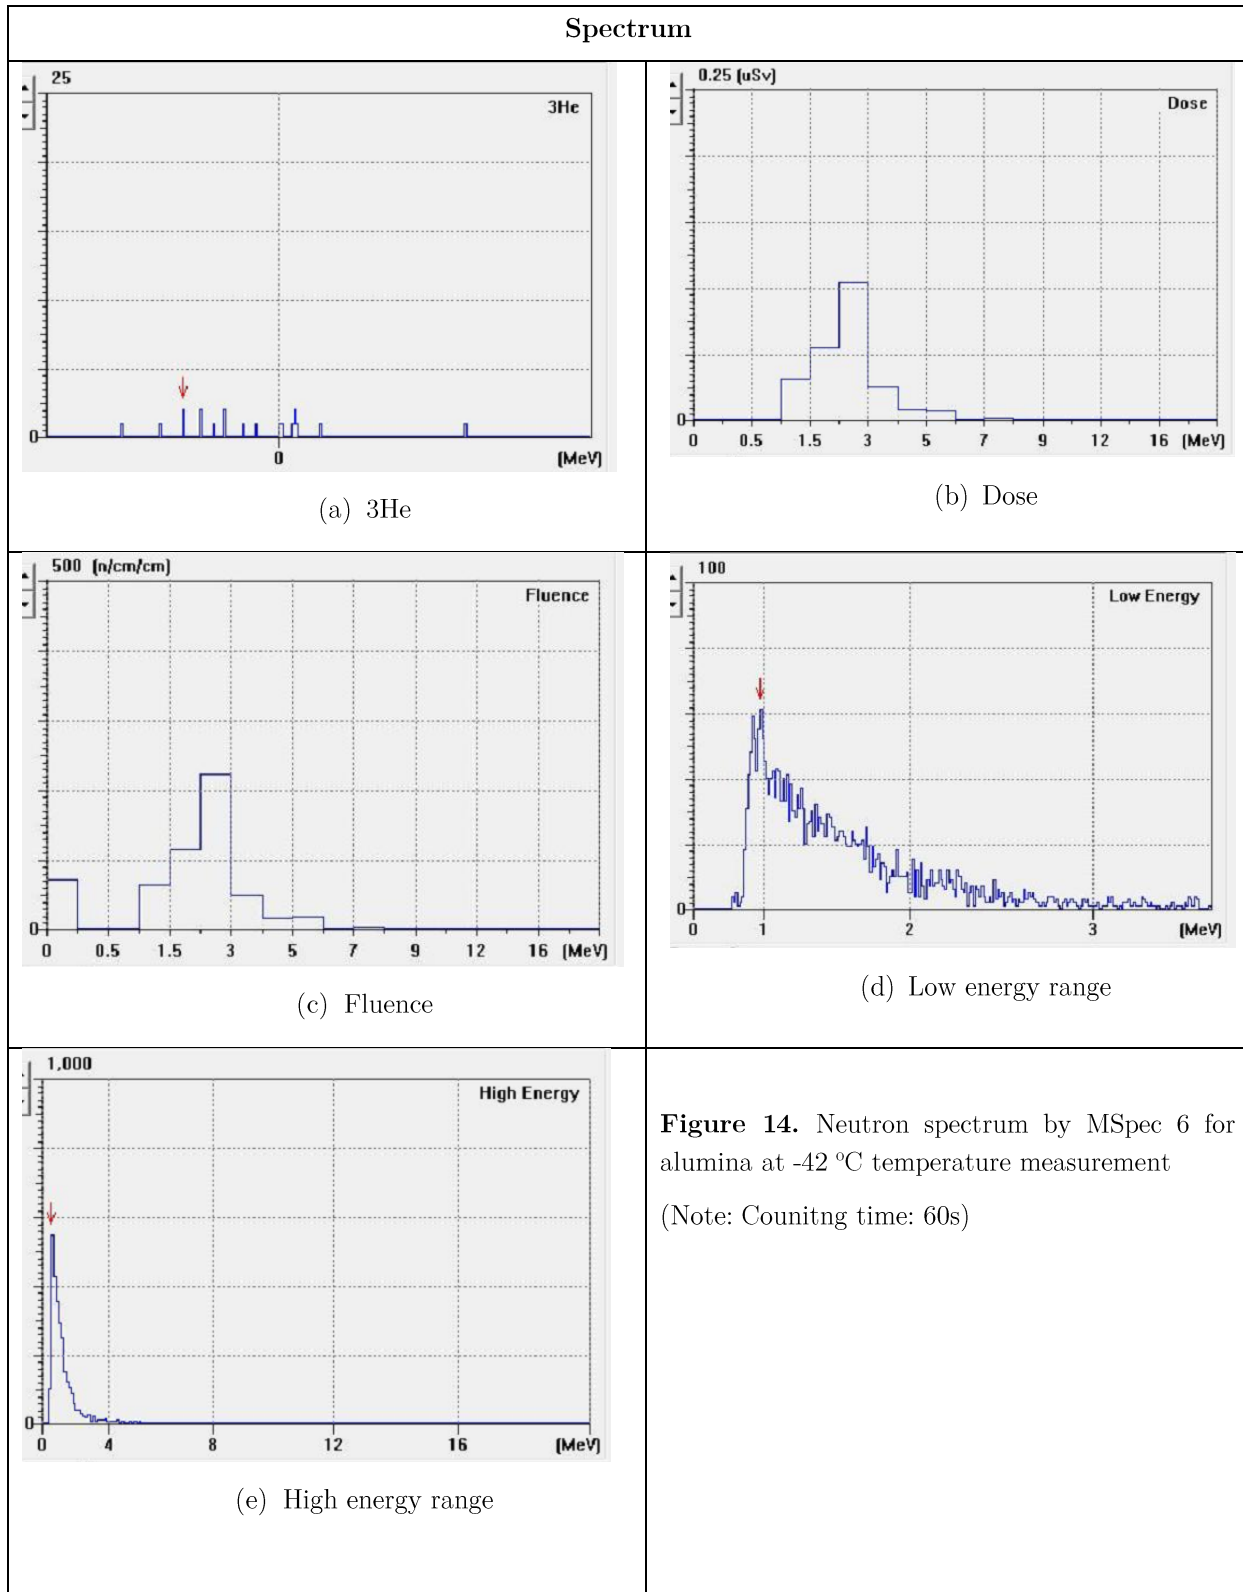 Spectrum
25
3He
0
0
(MeV)
(a) 3He
0.25 (uSv)
Dose
0
0 0.5 1.5 3 5 7 9 12 16 (MeV)
(b) Dose
500 (n/cm/cm)
Fluence
0
0 0.5 1.5 3 5 7 9 12 16 (MeV)
(c) Fluence
100
Low Energy
0
0 1 2 3 (MeV)
(d) Low energy range
1,000
High Energy
0
0 4 8 12 16 (MeV)
(e) High energy range
Figure 14. Neutron spectrum by MSpec 6 for
alumina at -42 °C temperature measurement
(Note: Counitng time: 60s)